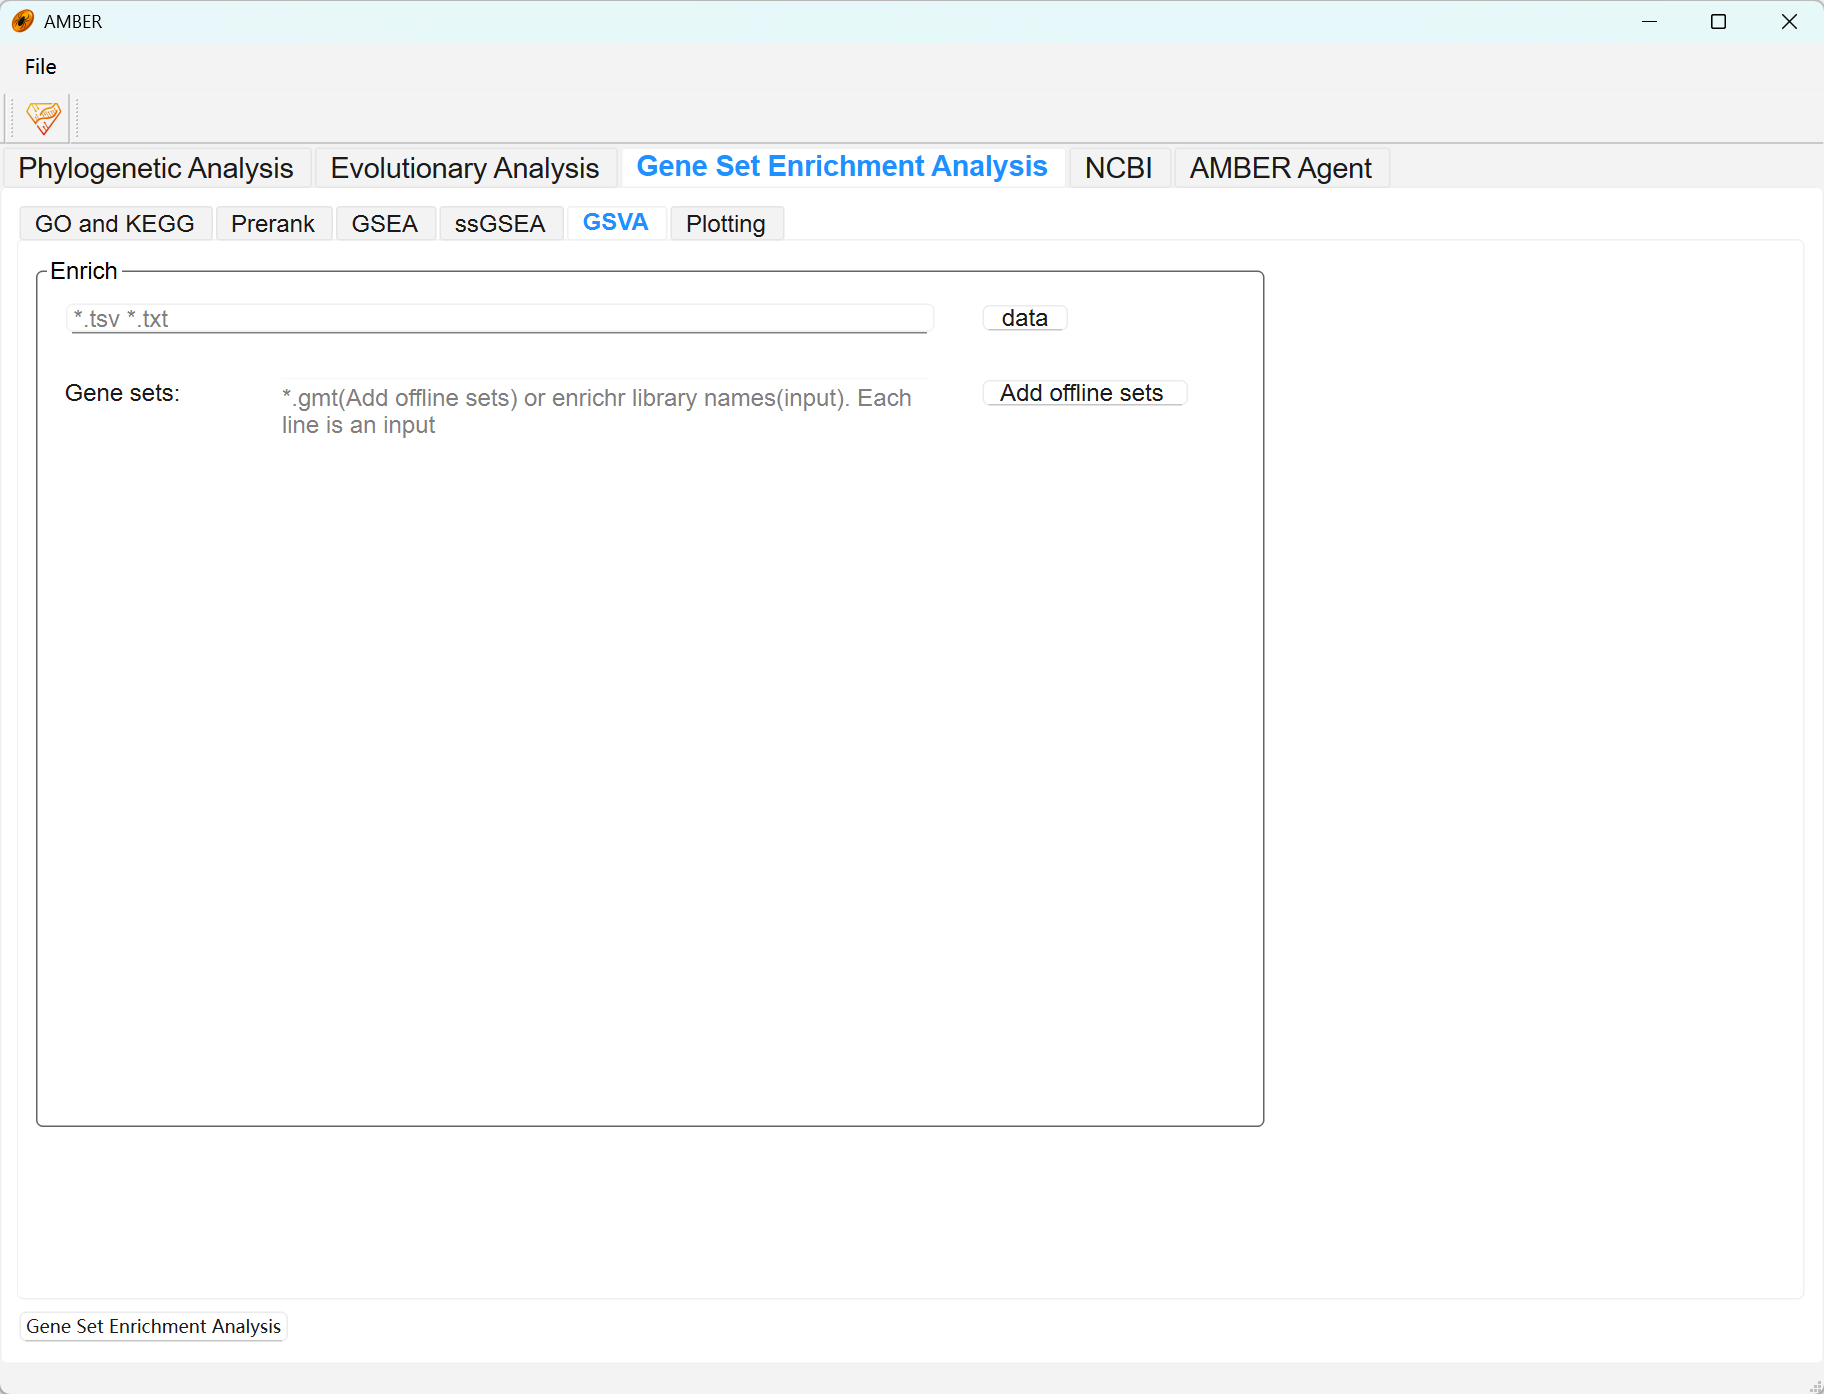 AMBER
File
Phylogenetic Analysis Evolutionary Analysis Gene Set Enrichment Analysis NCBI AMBER Agent
GO and KEGG Prerank GSEA ssGSEA GSVA Plotting
Enrich
*.tsv *.txt data
Gene sets: *.gmt(Add offline sets) or enrichr library names(input). Each Add offline sets
line is an input
Gene Set Enrichment Analysis